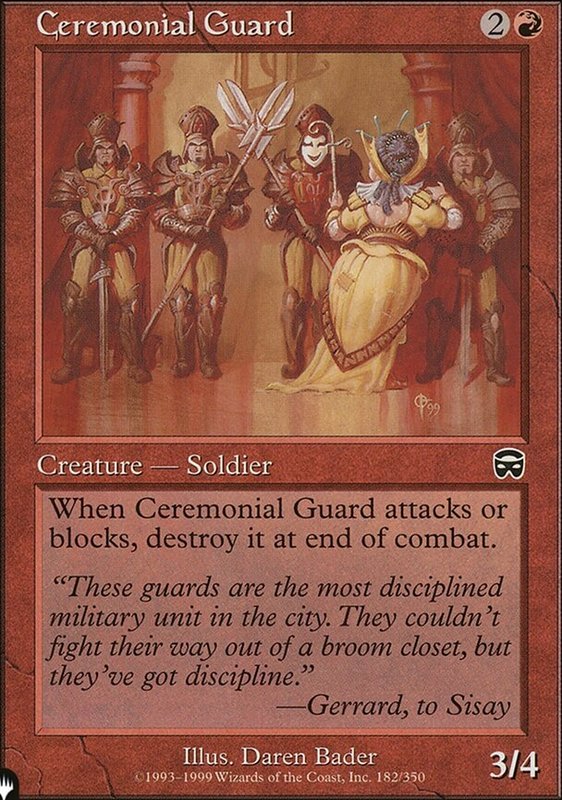 Ceremonial Guard
2
99
Creature — Soldier
When Ceremonial Guard attacks or
blocks, destroy it at end of combat.
“These guards are the most disciplined
military unit in the city. They couldn’t
fight their way out of a broom closet, but
they’ve got discipline.”
—Gerrard, to Sisay
Illus. Daren Bader
©1993–1999 Wizards of the Coast, Inc. 182/350
3/4